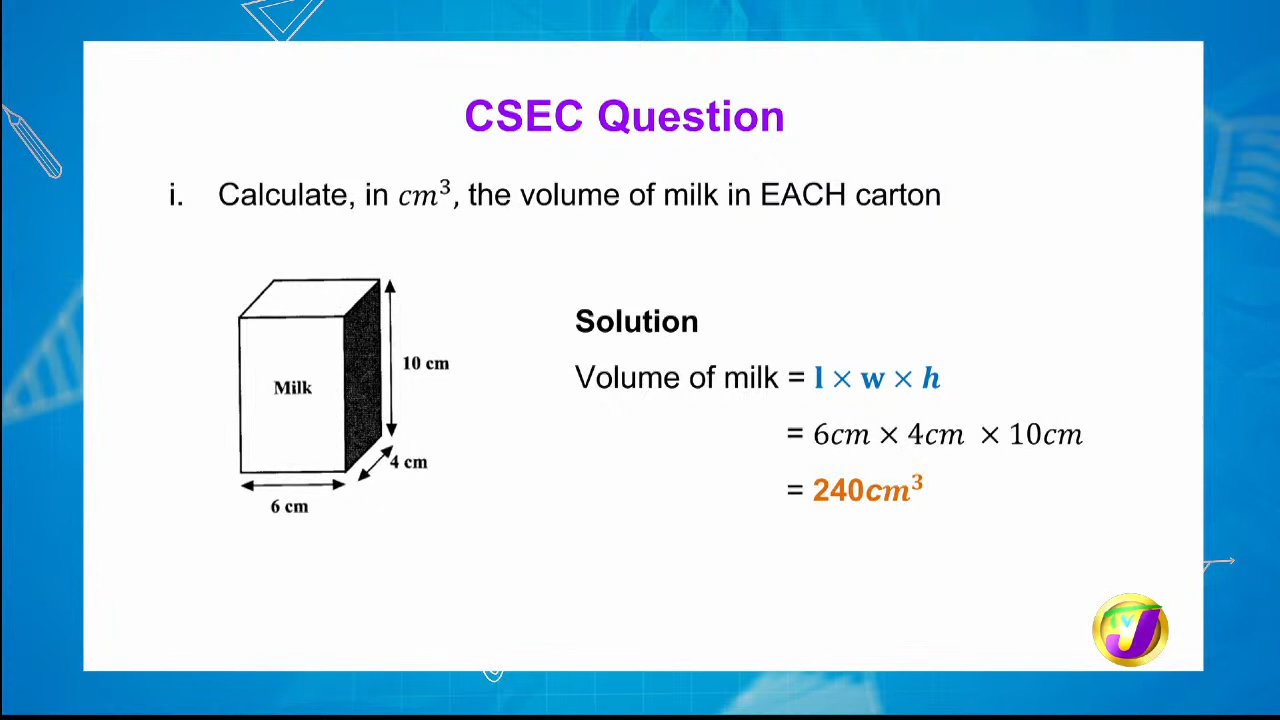 CSEC Question
i. Calculate, in cm³, the volume of milk in EACH carton
Milk
10 cm
4 cm
6 cm
Solution
Volume of milk = l × w × h
= 6cm × 4cm × 10cm
= 240cm³
TVJ